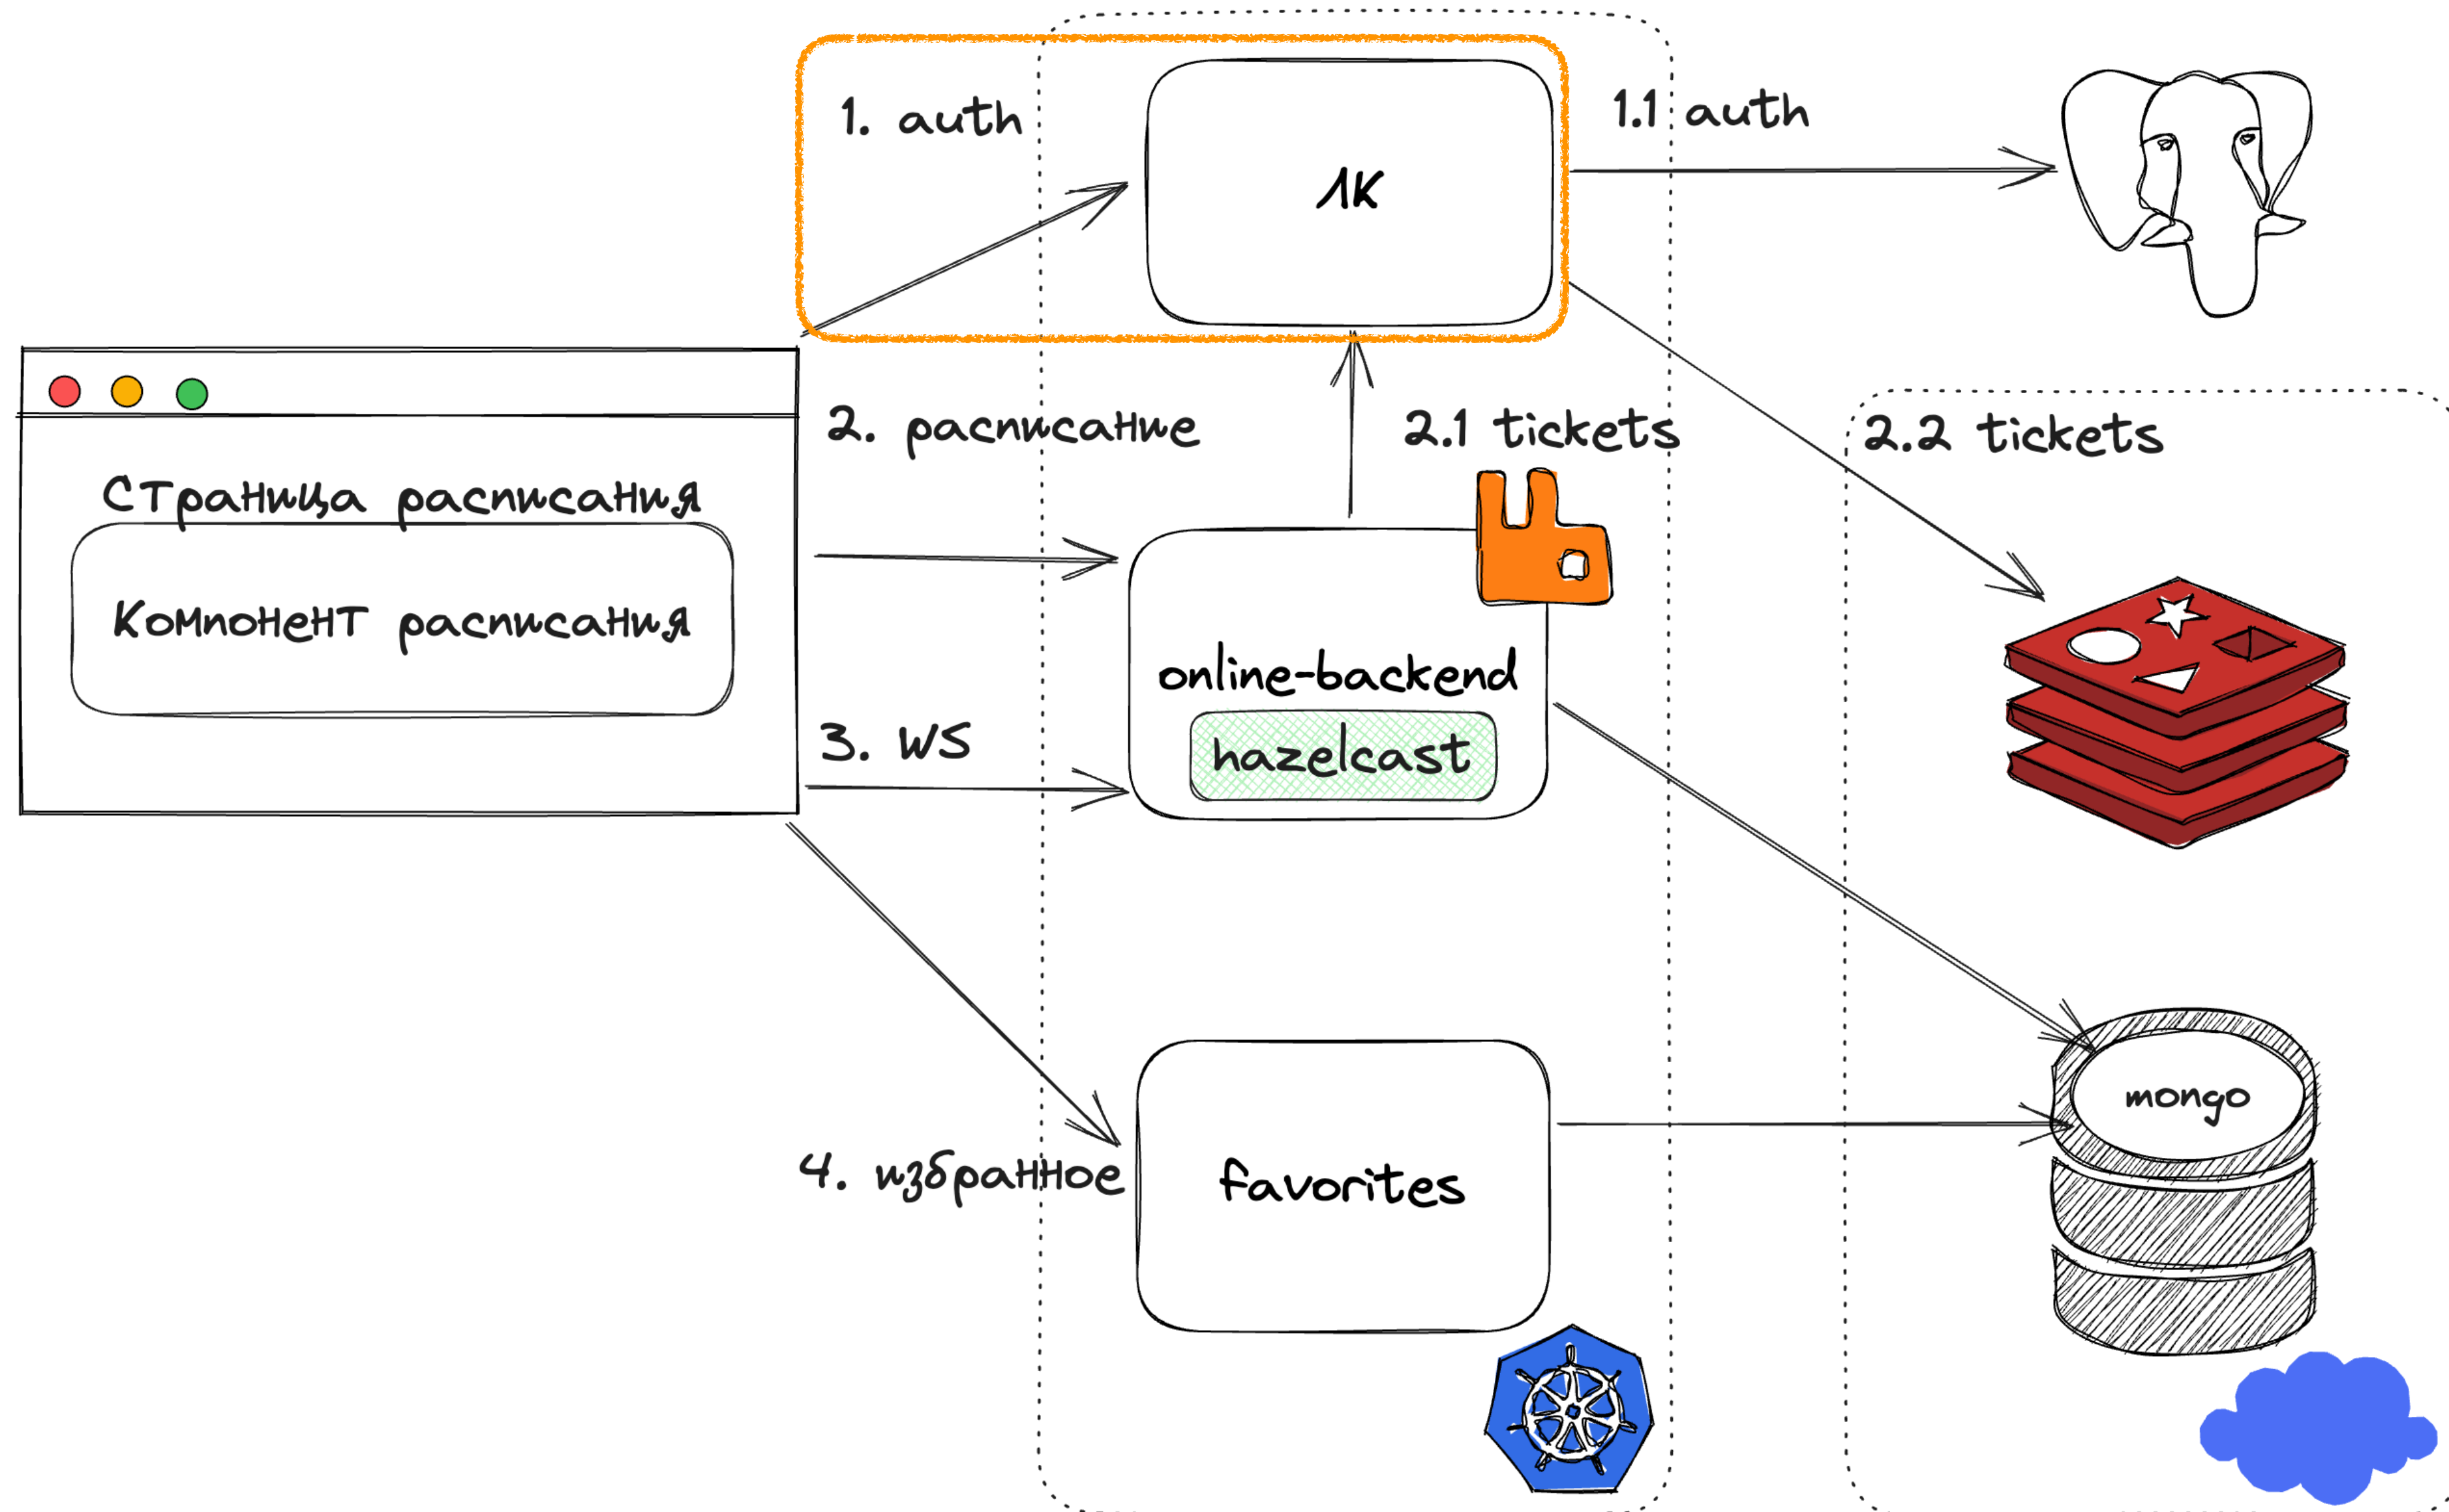 1. auth
ЛК
1.1 auth
2. расписание
2.1 tickets
2.2 tickets
Страница расписания
Компонент расписания
online-backend
hazelcast
3. WS
4. избранное
favorites
mongo